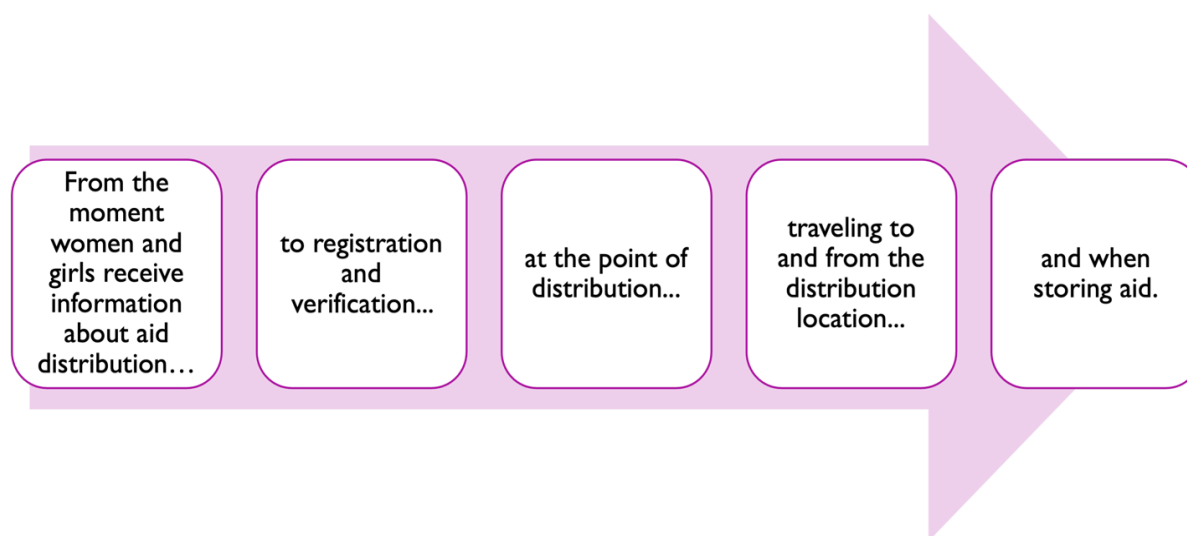 From the
moment
women and
girls receive
information
about aid
distribution…
to registration
and
verification...
at the point of
distribution...
traveling to
and from the
distribution
location...
and when
storing aid.